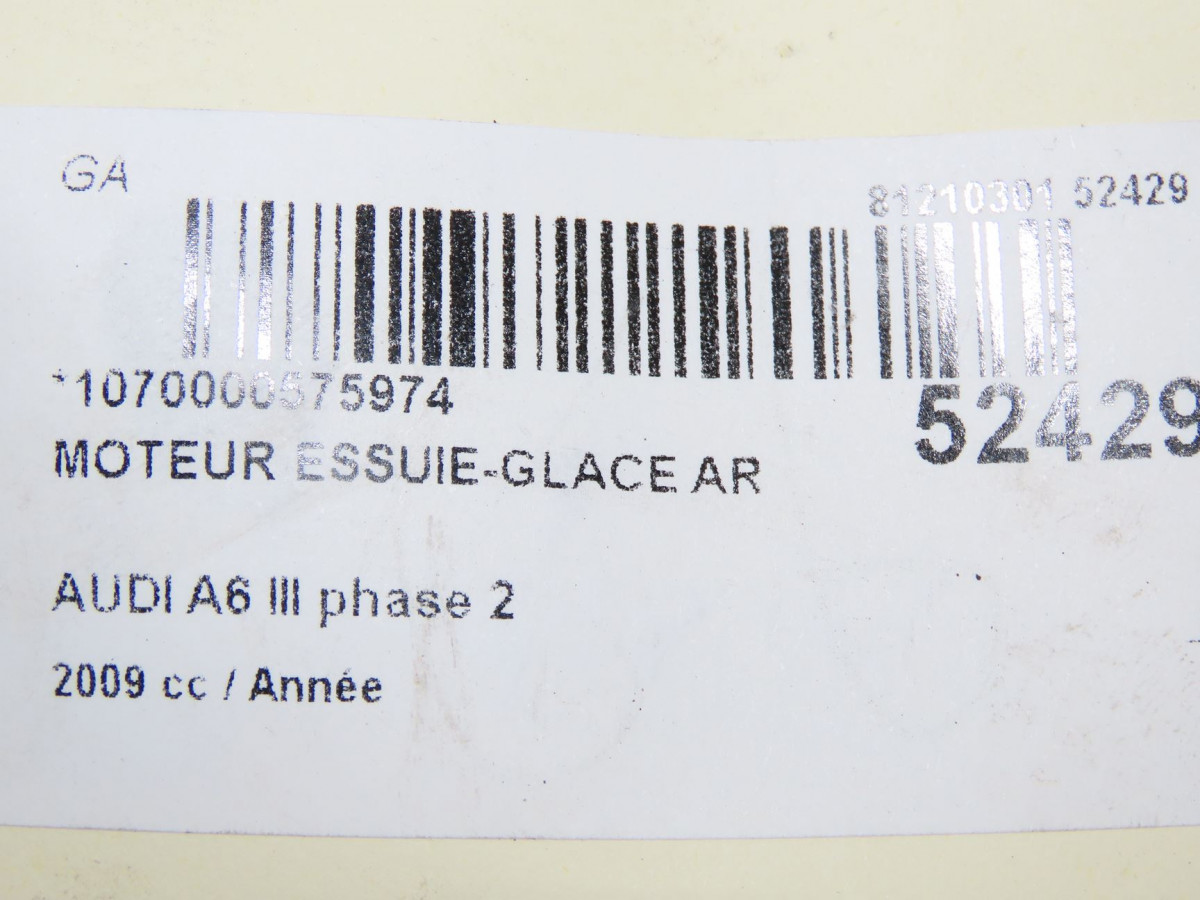 GA
81210301 52429
*1070000575974
52429
MOTEUR ESSUIE-GLACE AR
AUDI A6 III phase 2
2009 cc / Année